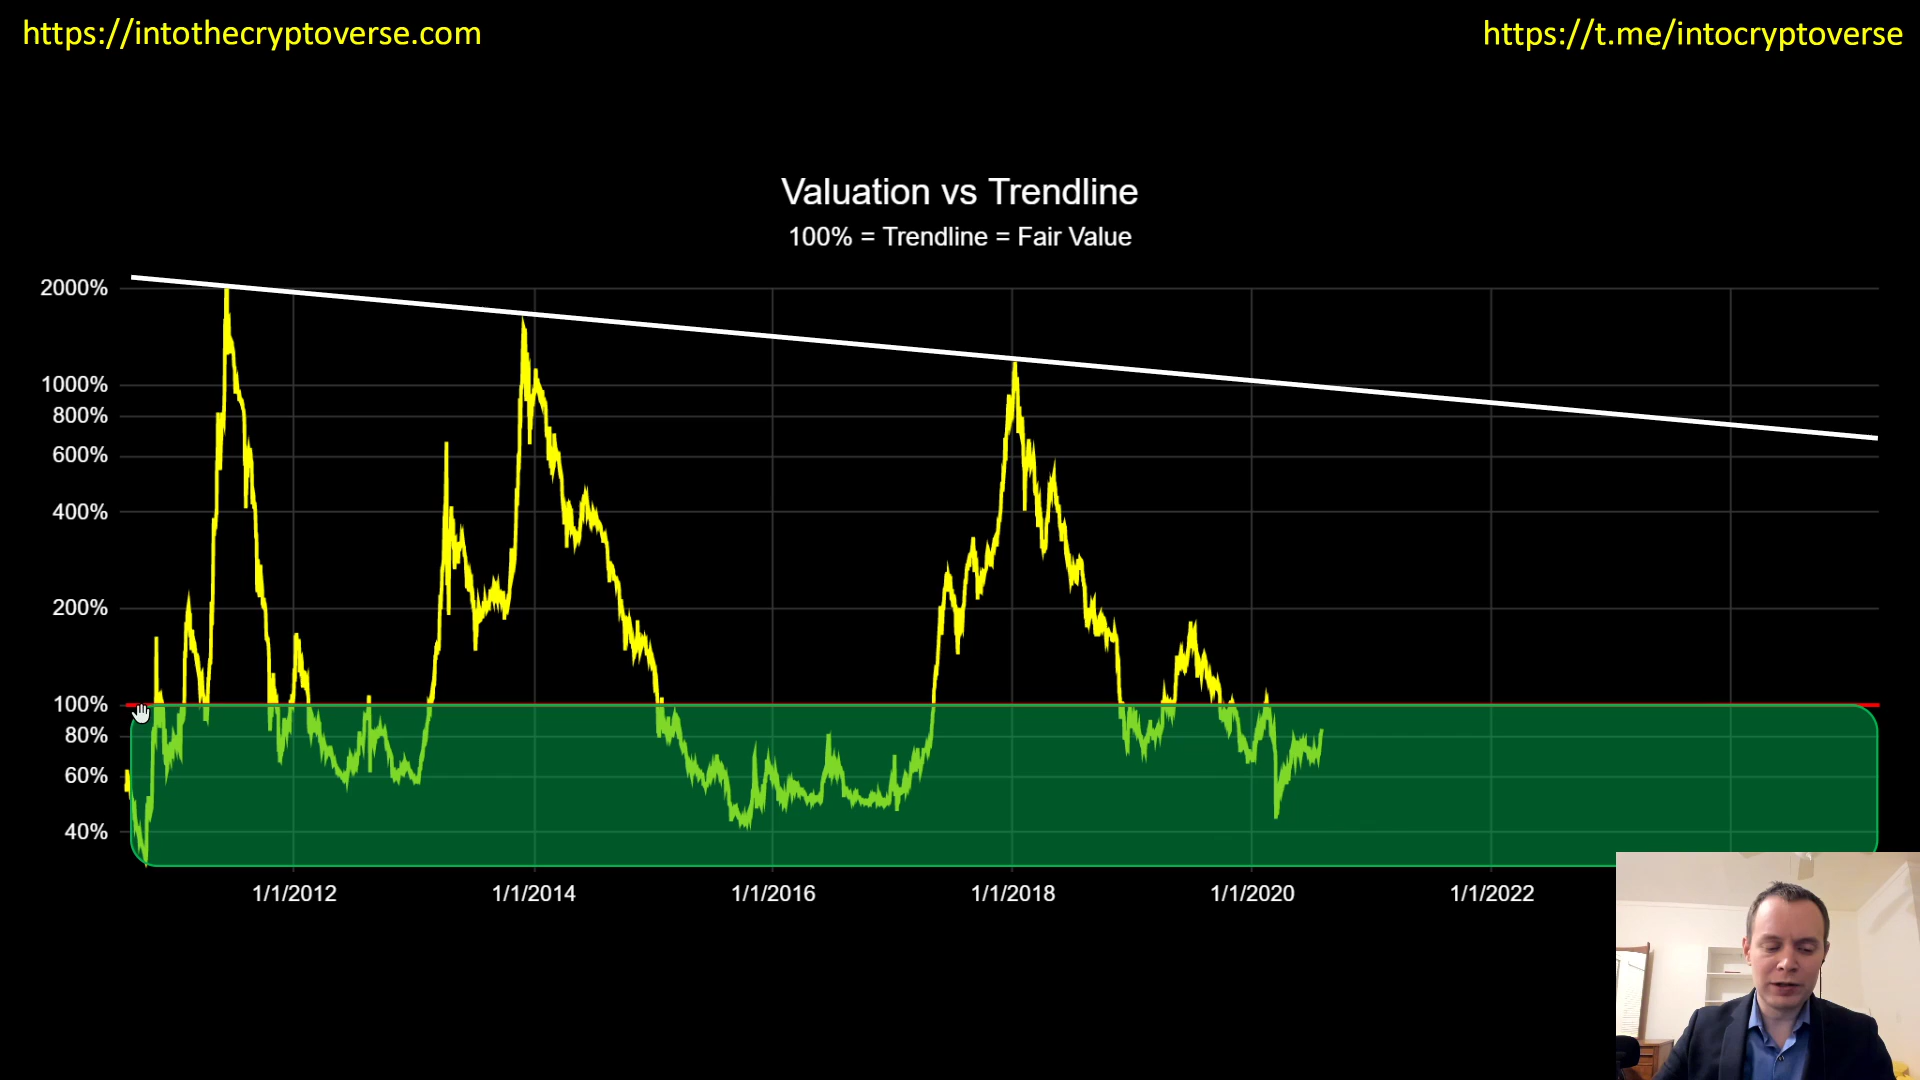 https://intothecryptoverse.com
https://t.me/intocryptoverse
Valuation vs Trendline
100% = Trendline = Fair Value
2000%
1000%
800%
600%
400%
200%
100%
80%
60%
40%
1/1/2012 1/1/2014 1/1/2016 1/1/2018 1/1/2020 1/1/2022